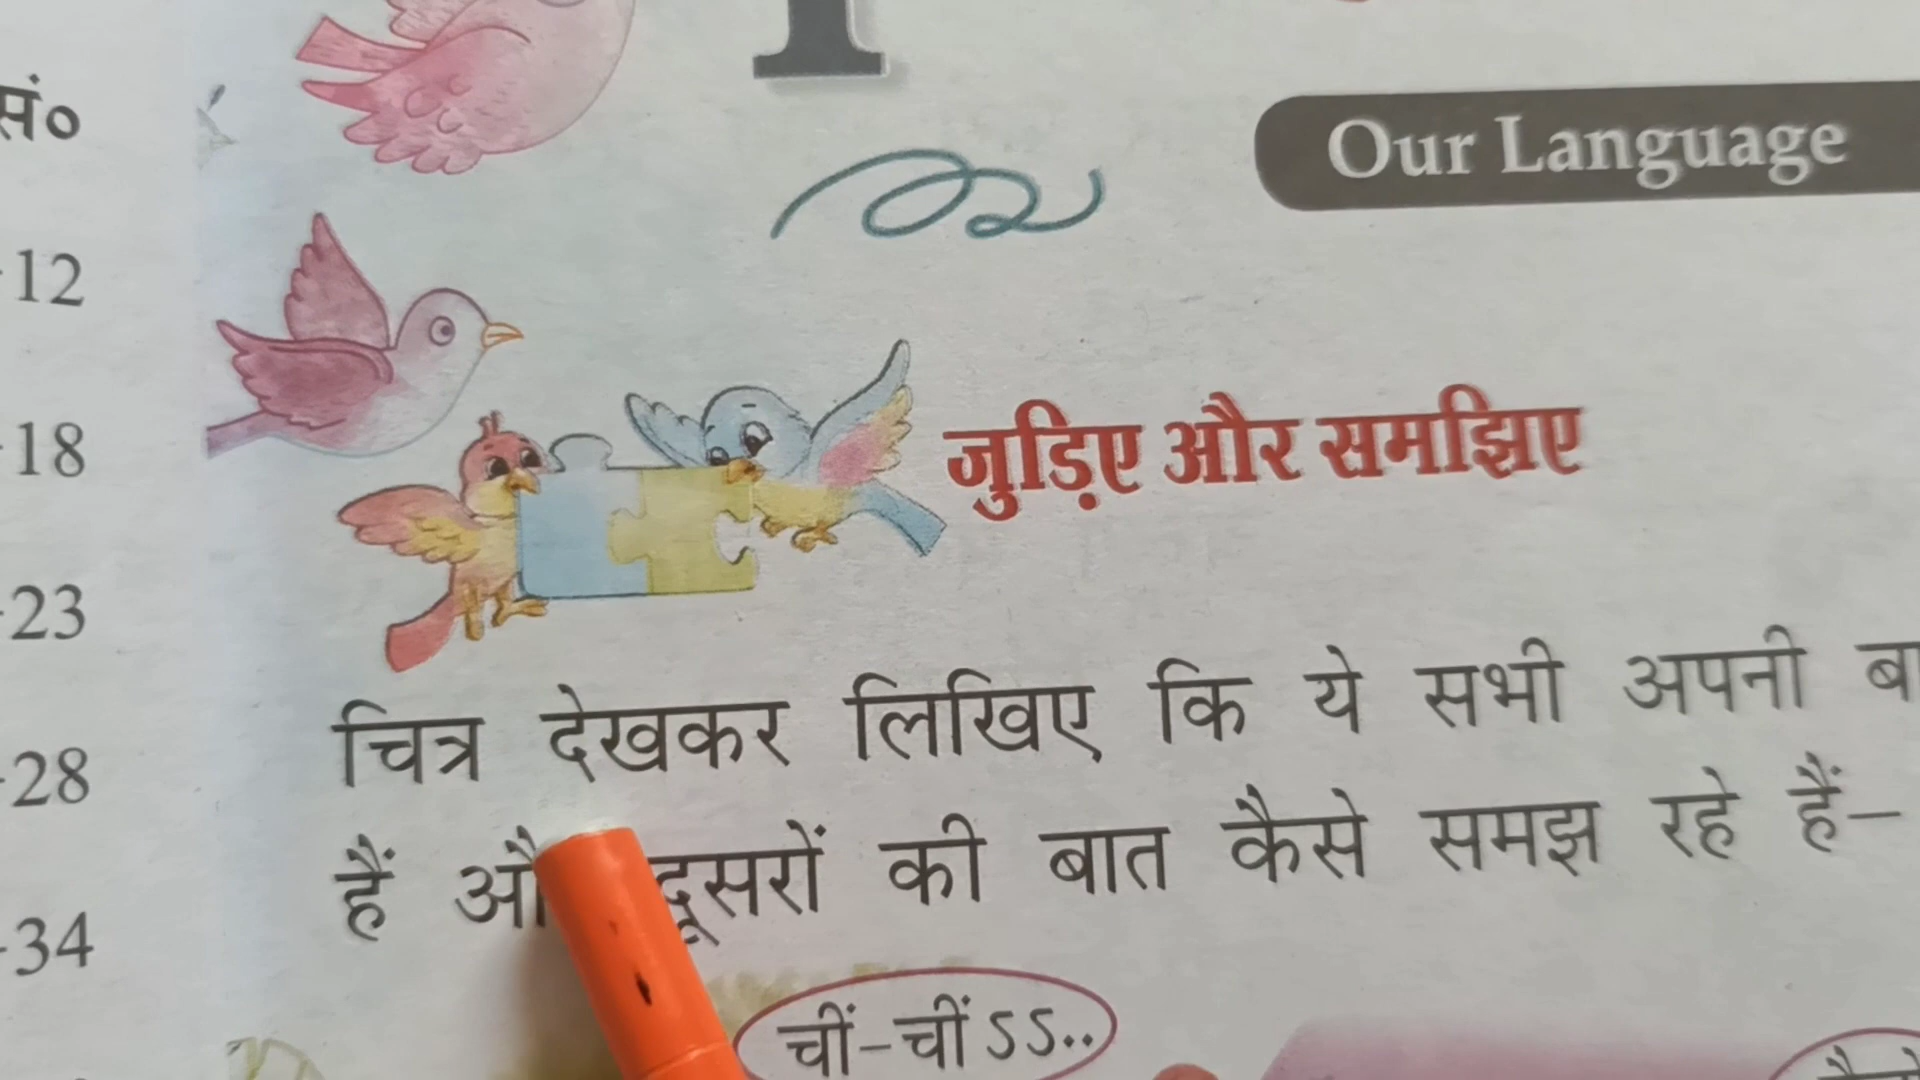 सं०
12
18
23
28
34
Our Language
जुड़िए और समझिए
चित्र देखकर लिखिए कि ये सभी अपनी
हैं दूसरों की बात कैसे समझ रहे हैं–
चीं-चीं ऽऽ..